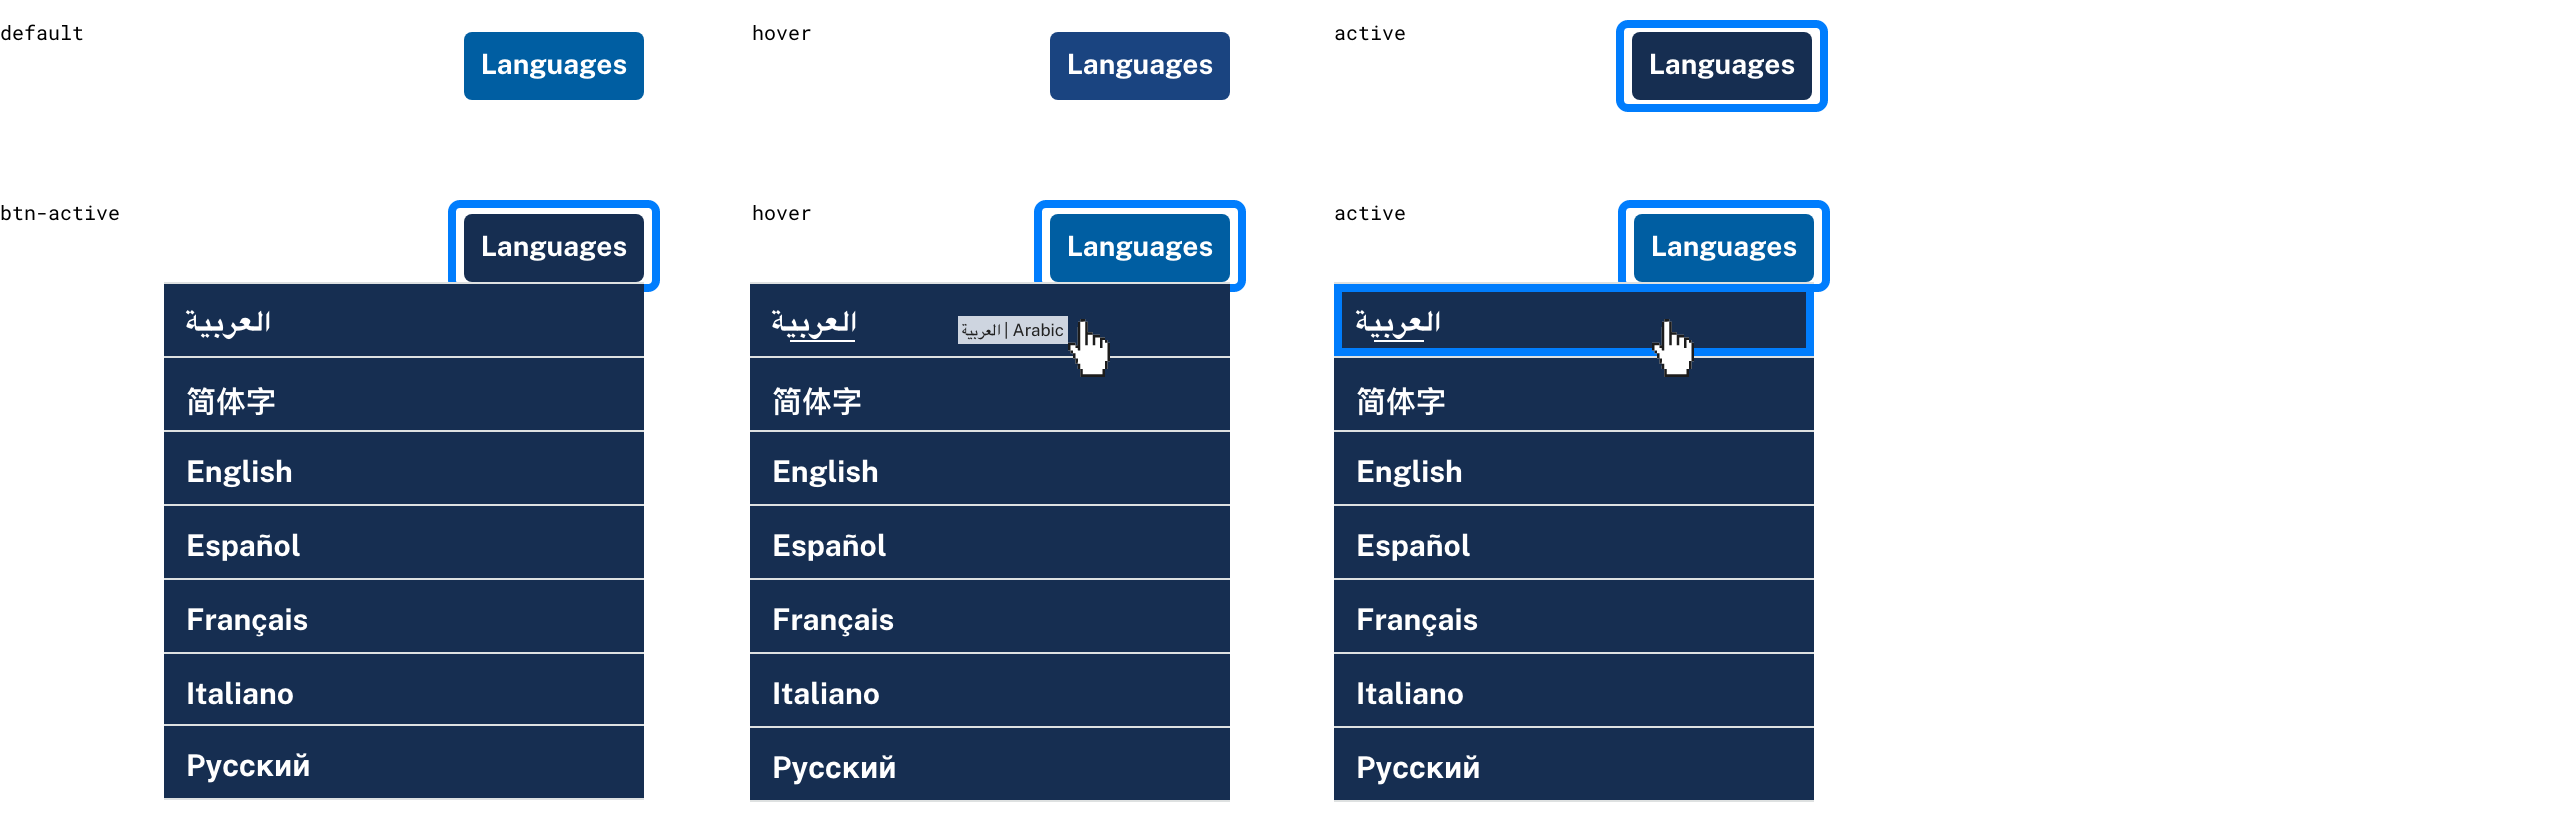 default
Languages
hover
Languages
active
Languages
btn-active
Languages
العربية
简体字
English
Español
Français
Italiano
Русский
hover
Languages
العربية
العربية | Arabic
简体字
English
Español
Français
Italiano
Русский
active
Languages
العربية
简体字
English
Español
Français
Italiano
Русский